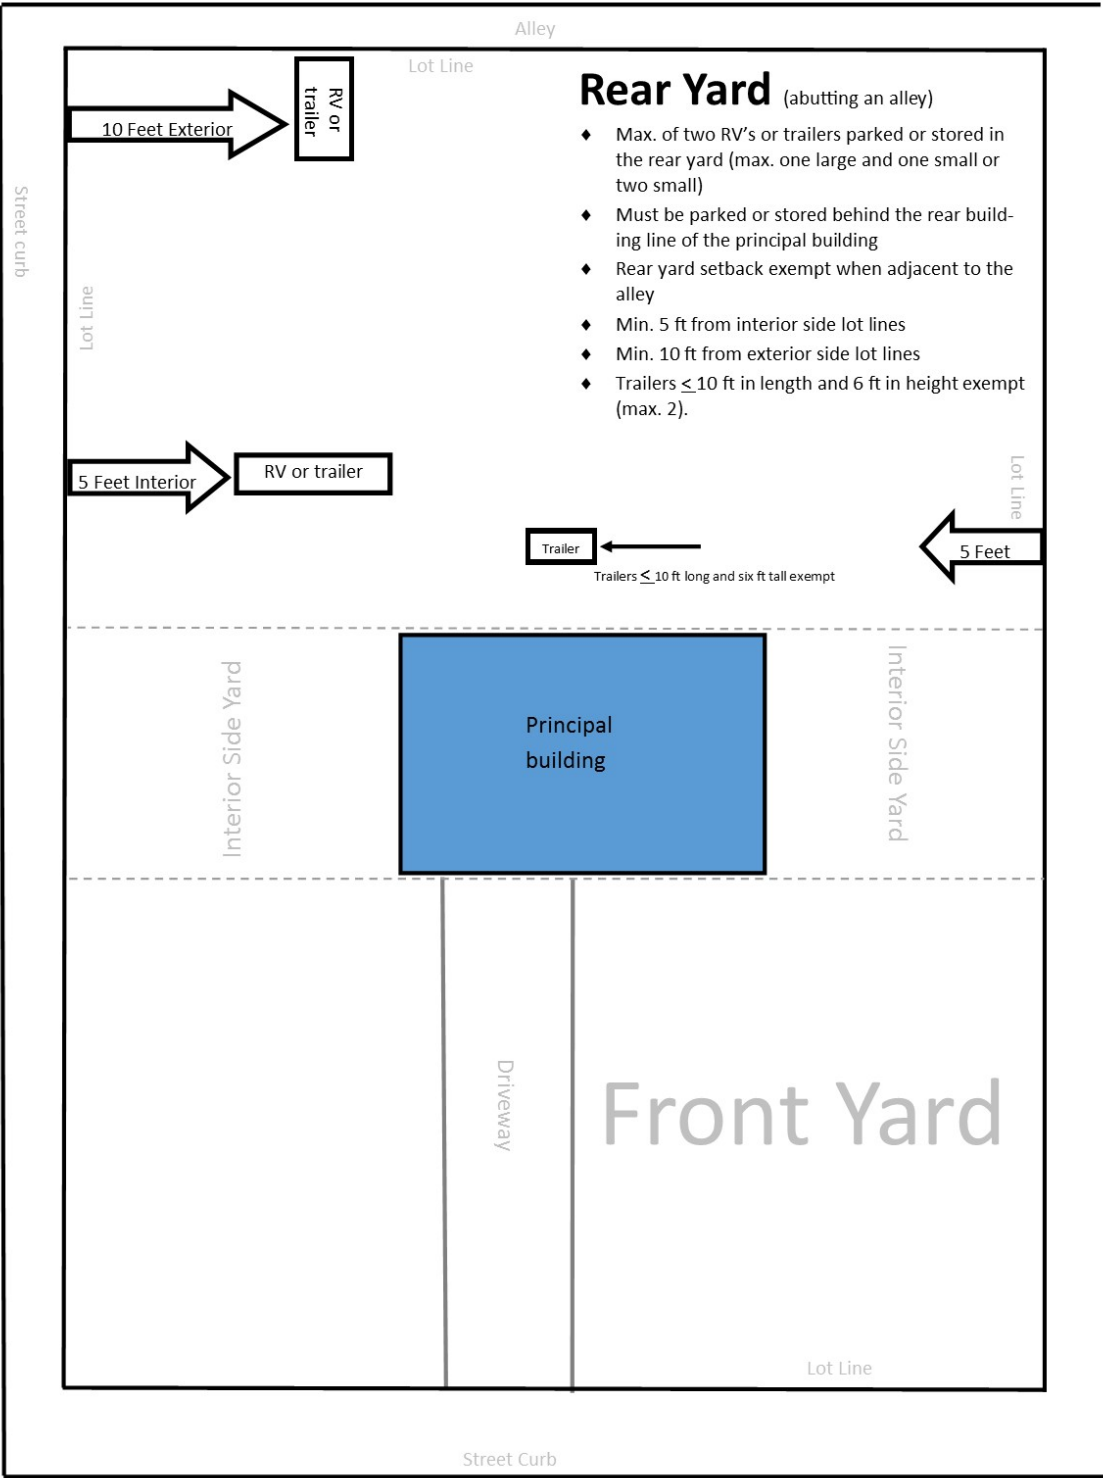 Alley
Lot Line
RV or
trailer
10 Feet Exterior
Rear Yard (abutting an alley)
♦ Max. of two RV's or trailers parked or stored in
the rear yard (max. one large and one small or
two small)
♦ Must be parked or stored behind the rear build-
ing line of the principal building
♦ Rear yard setback exempt when adjacent to the
alley
♦ Min. 5 ft from interior side lot lines
♦ Min. 10 ft from exterior side lot lines
♦ Trailers ≤ 10 ft in length and 6 ft in height exempt
(max. 2).
Street curb
Lot Line
5 Feet Interior
RV or trailer
Lot Line
Trailer
5 Feet
Trailers ≤ 10 ft long and six ft tall exempt
Interior Side Yard
Principal
building
Interior Side Yard
Driveway
Front Yard
Lot Line
Street Curb